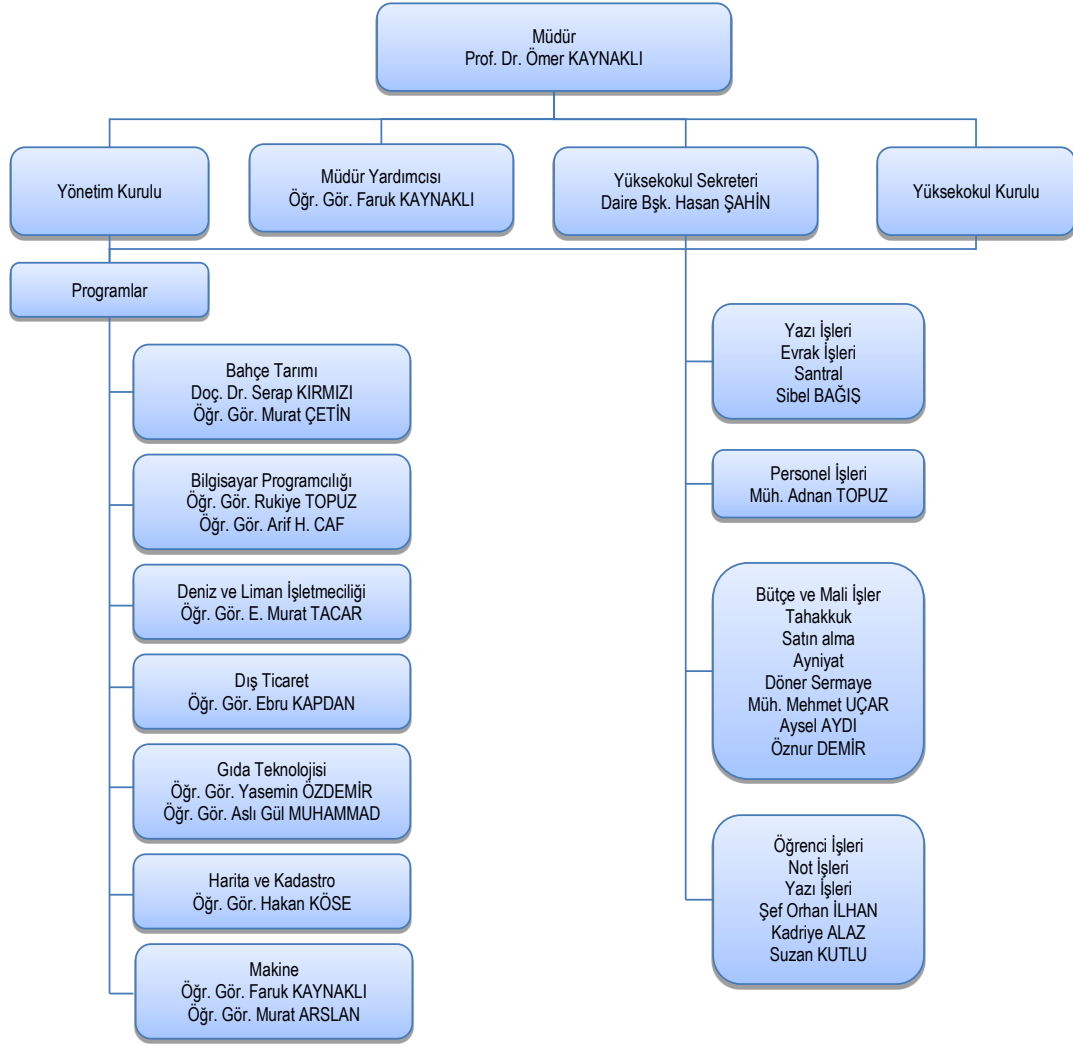 Müdür
Prof. Dr. Ömer KAYNAKLI
Yönetim Kurulu
Müdür Yardımcısı
Öğr. Gör. Faruk KAYNAKLI
Yüksekokul Sekreteri
Daire Bşk. Hasan ŞAHİN
Yüksekokul Kurulu
Programlar
Bahçe Tarımı
Doç. Dr. Serap KIRMIZI
Öğr. Gör. Murat ÇETİN
Bilgisayar Programcılığı
Öğr. Gör. Rukiye TOPUZ
Öğr. Gör. Arif H. CAF
Deniz ve Liman İşletmeciliği
Öğr. Gör. E. Murat TACAR
Dış Ticaret
Öğr. Gör. Ebru KAPDAN
Gıda Teknolojisi
Öğr. Gör. Yasemin ÖZDEMİR
Öğr. Gör. Aslı Gül MUHAMMAD
Harita ve Kadastro
Öğr. Gör. Hakan KÖSE
Makine
Öğr. Gör. Faruk KAYNAKLI
Öğr. Gör. Murat ARSLAN
Yazı İşleri
Evrak İşleri
Santral
Sibel BAĞIŞ
Personel İşleri
Müh. Adnan TOPUZ
Bütçe ve Mali İşler
Tahakkuk
Satın alma
Ayniyat
Döner Sermaye
Müh. Mehmet UÇAR
Aysel AYDI
Öznur DEMİR
Öğrenci İşleri
Not İşleri
Yazı İşleri
Şef Orhan İLHAN
Kadriye ALAZ
Suzan KUTLU